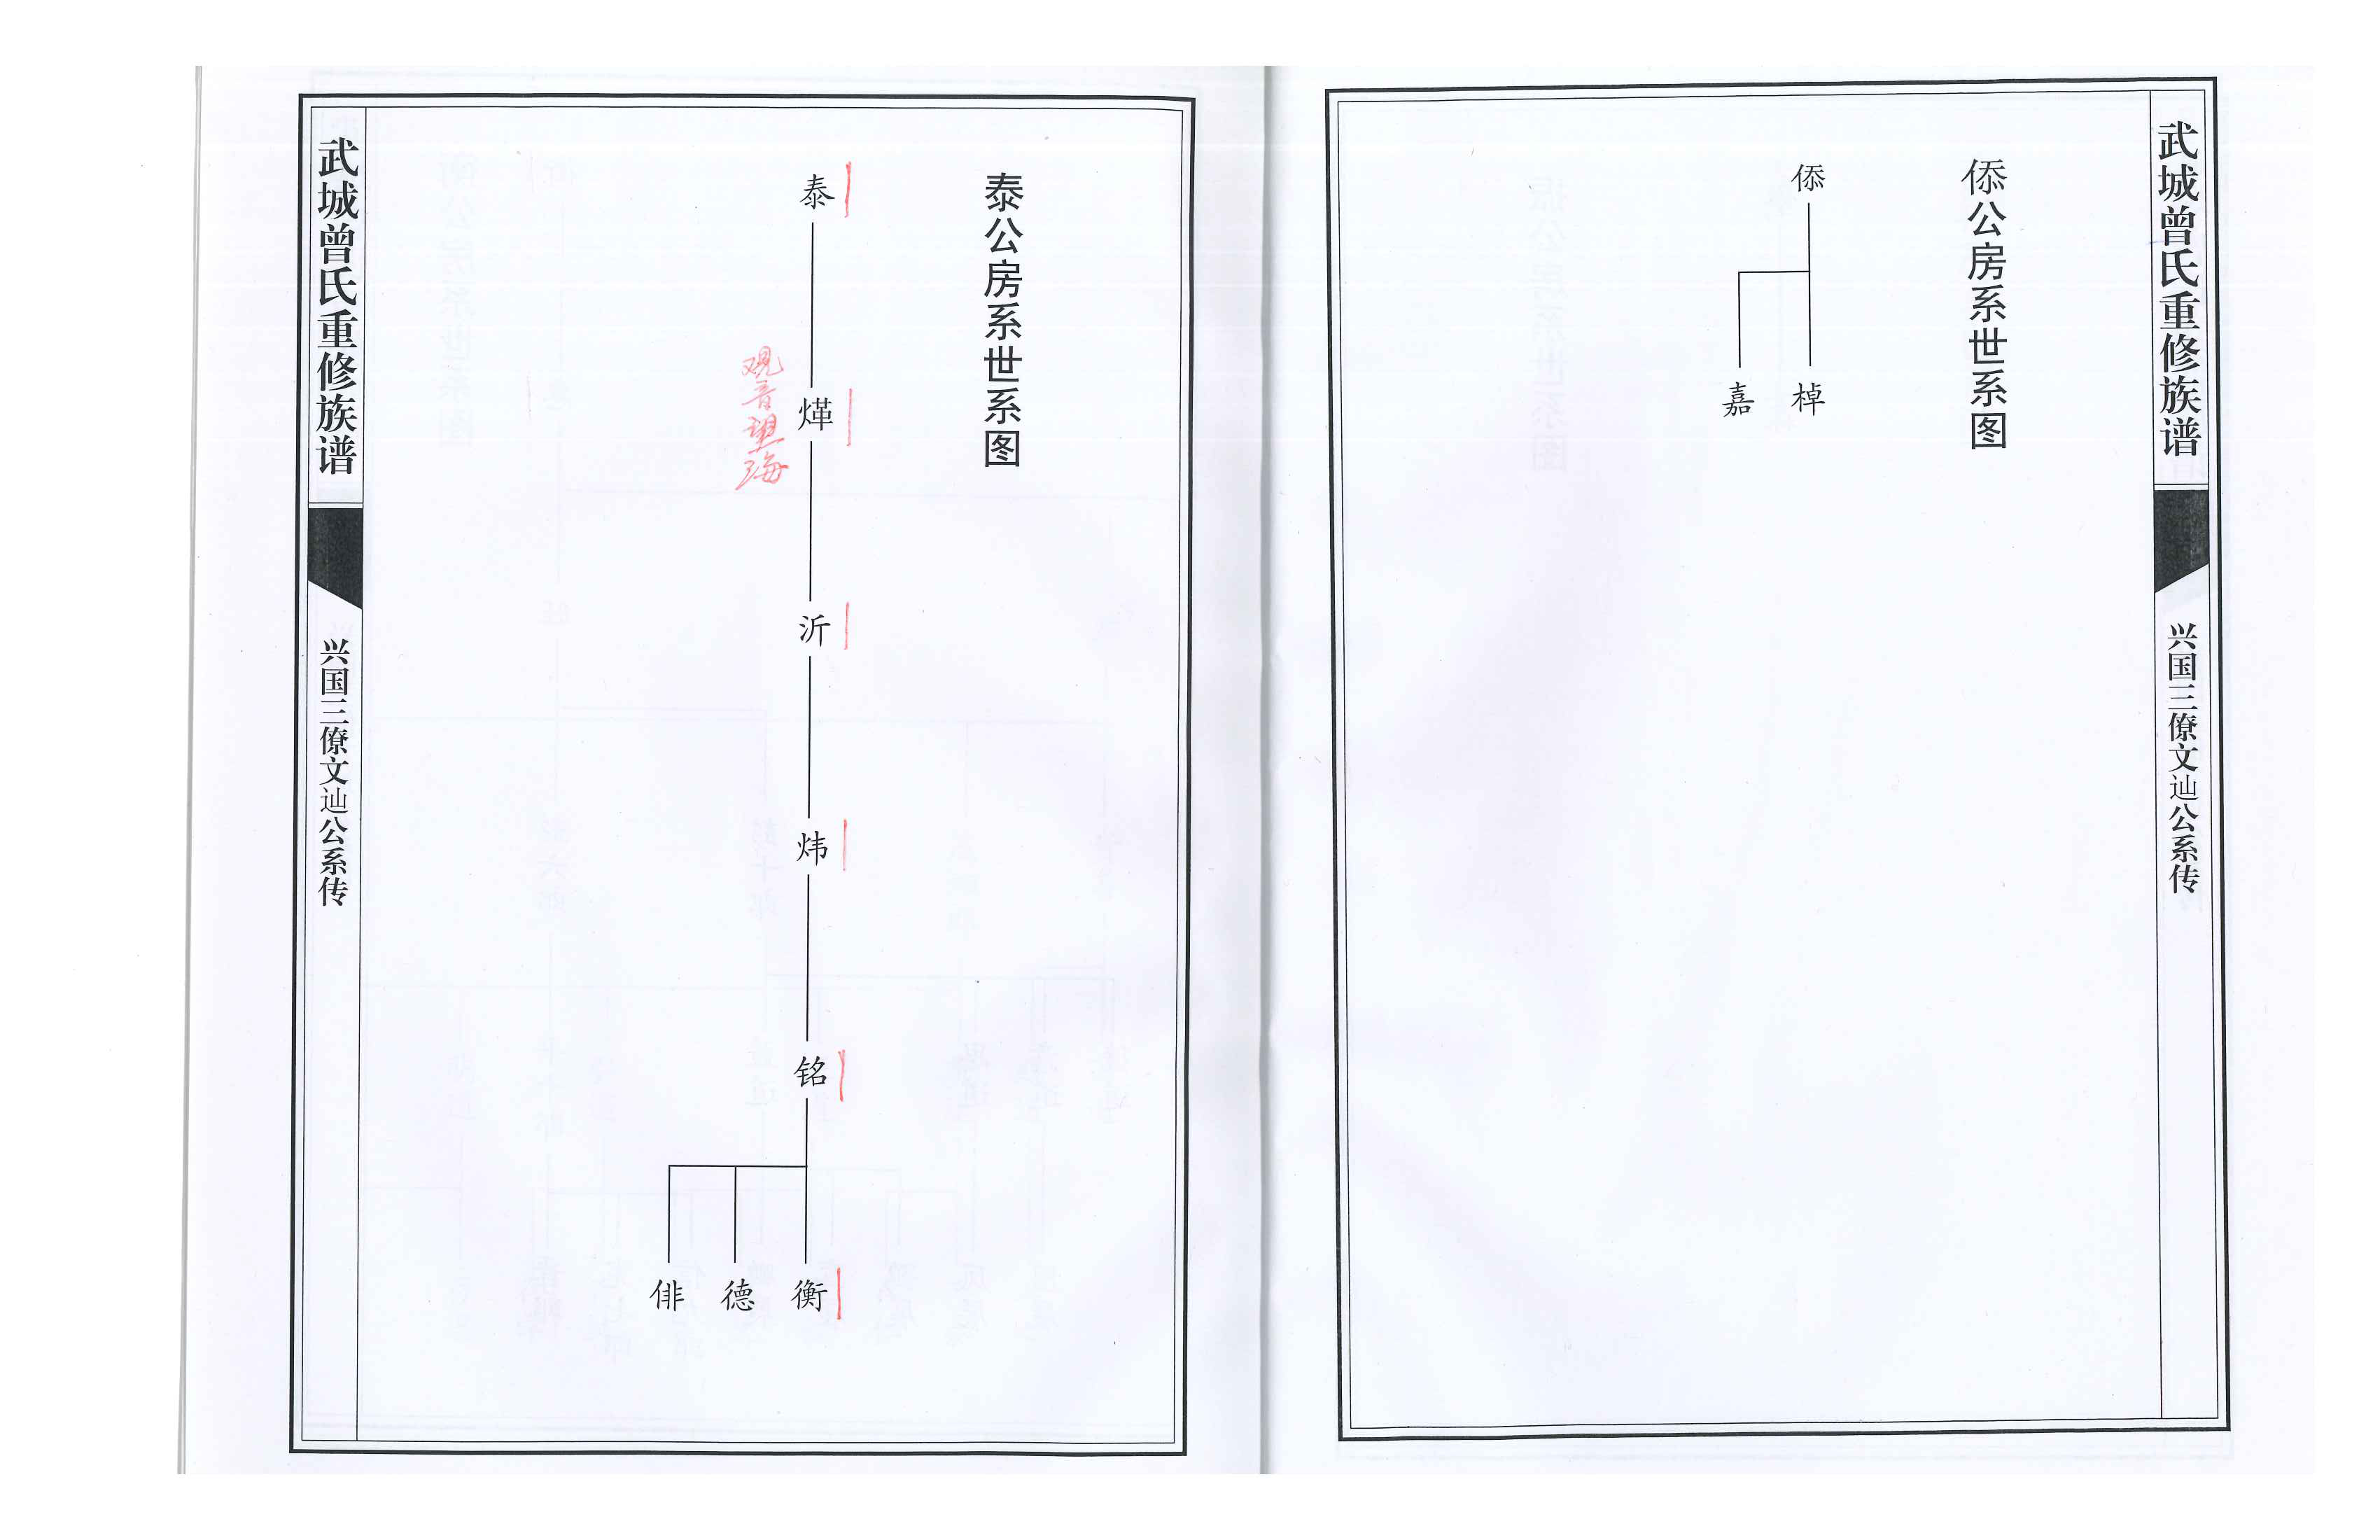 武城曾氏重修族谱
兴国三僚文辿公系传
㤁公房系世系图
棹
嘉
泰公房系世系图
泰
熚
沂
炜
铭
衡
德
俳
观音望海
武城曾氏重修族谱
兴国三僚文辿公系传